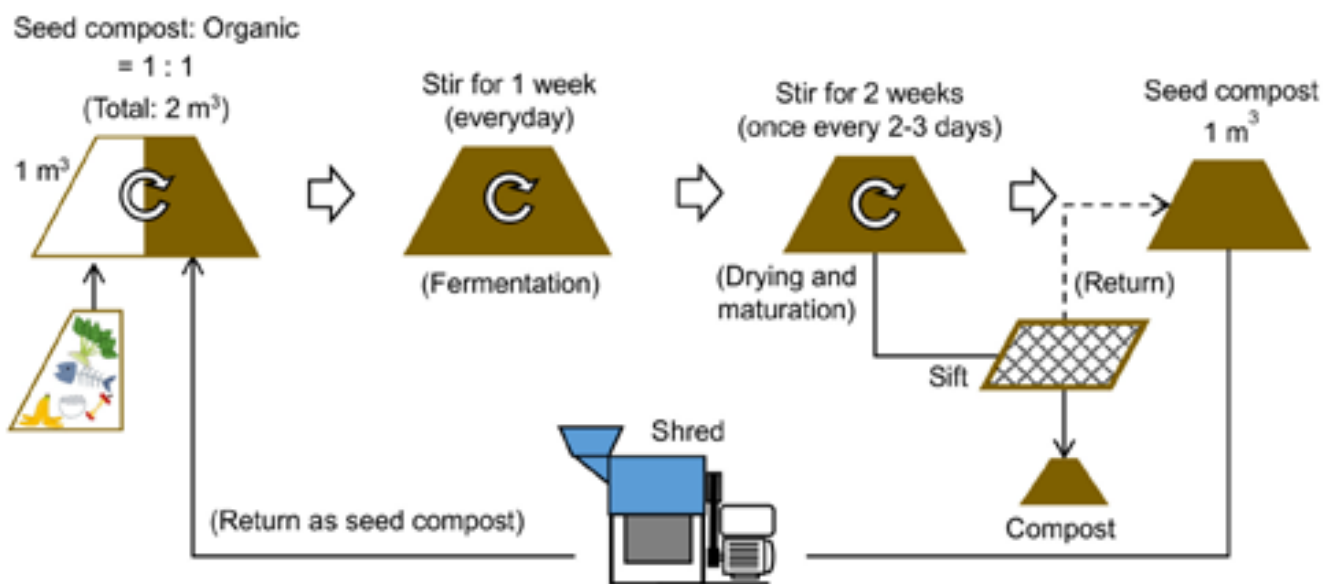 Seed compost: Organic
= 1 : 1
(Total: 2 m³)
1 m³
Stir for 1 week
(everyday)
(Fermentation)
Stir for 2 weeks
(once every 2-3 days)
(Drying and
maturation)
Seed compost
1 m³
(Return)
Sift
Compost
Shred
(Return as seed compost)